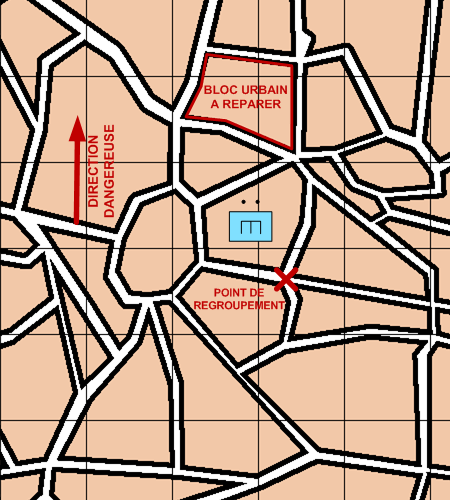 BLOC URBAIN
A REPARER
DIRECTION
DANGEREUSE
POINT DE
REGROUPEMENT